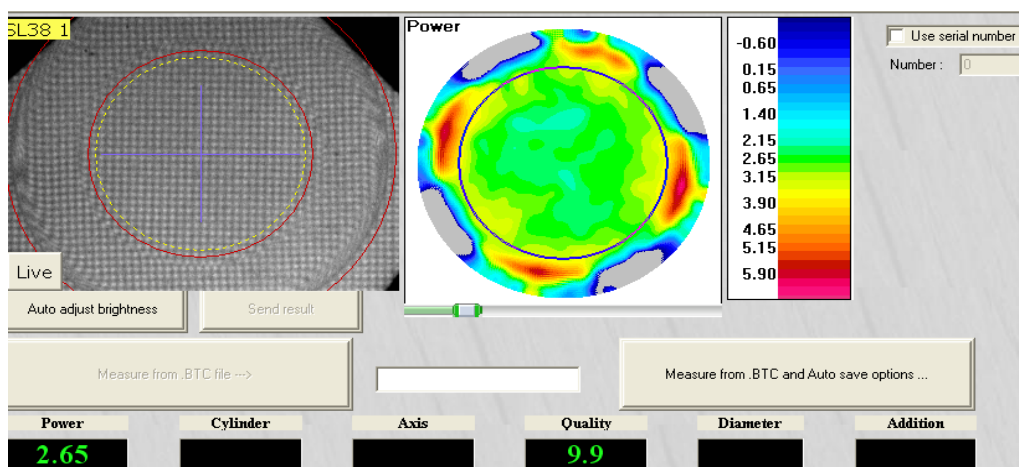 SL38 1
Power
Use serial number
Number :
0
-0.60
0.15
0.65
1.40
2.15
2.65
3.15
3.90
4.65
5.15
5.90
Live
Auto adjust brightness
Send result
Measure from .BTC file --->
Measure from .BTC and Auto save options ...
Power
Cylinder
Axis
Quality
Diameter
Addition
2.65
9.9